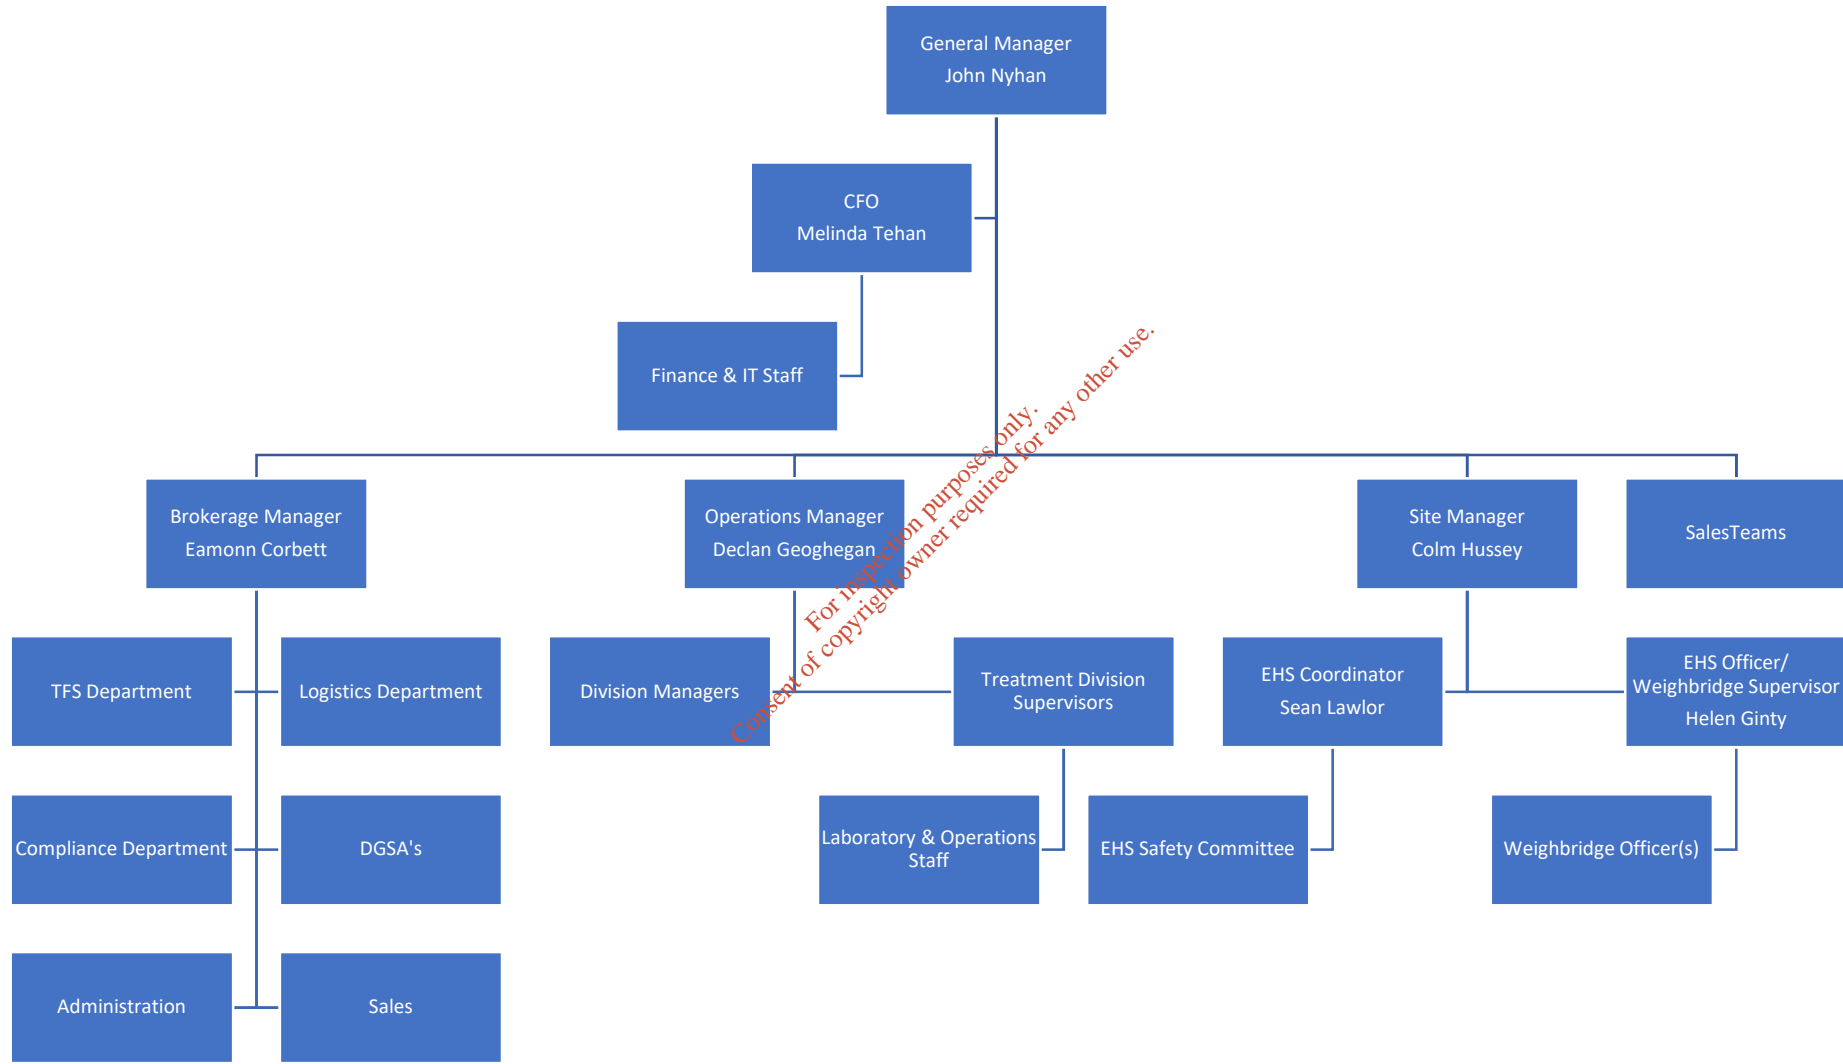 General Manager
John Nyhan
CFO
Melinda Tehan
Finance & IT Staff
Brokerage Manager
Eamonn Corbett
Operations Manager
Declan Geoghegan
Site Manager
Colm Hussey
SalesTeams
TFS Department
Logistics Department
Division Managers
Treatment Division
Supervisors
EHS Coordinator
Sean Lawlor
EHS Officer/
Weighbridge Supervisor
Helen Ginty
Compliance Department
DGSA's
Laboratory & Operations
Staff
EHS Safety Committee
Weighbridge Officer(s)
Administration
Sales
For inspection purposes only.
Consent of copyright owner required for any other use.